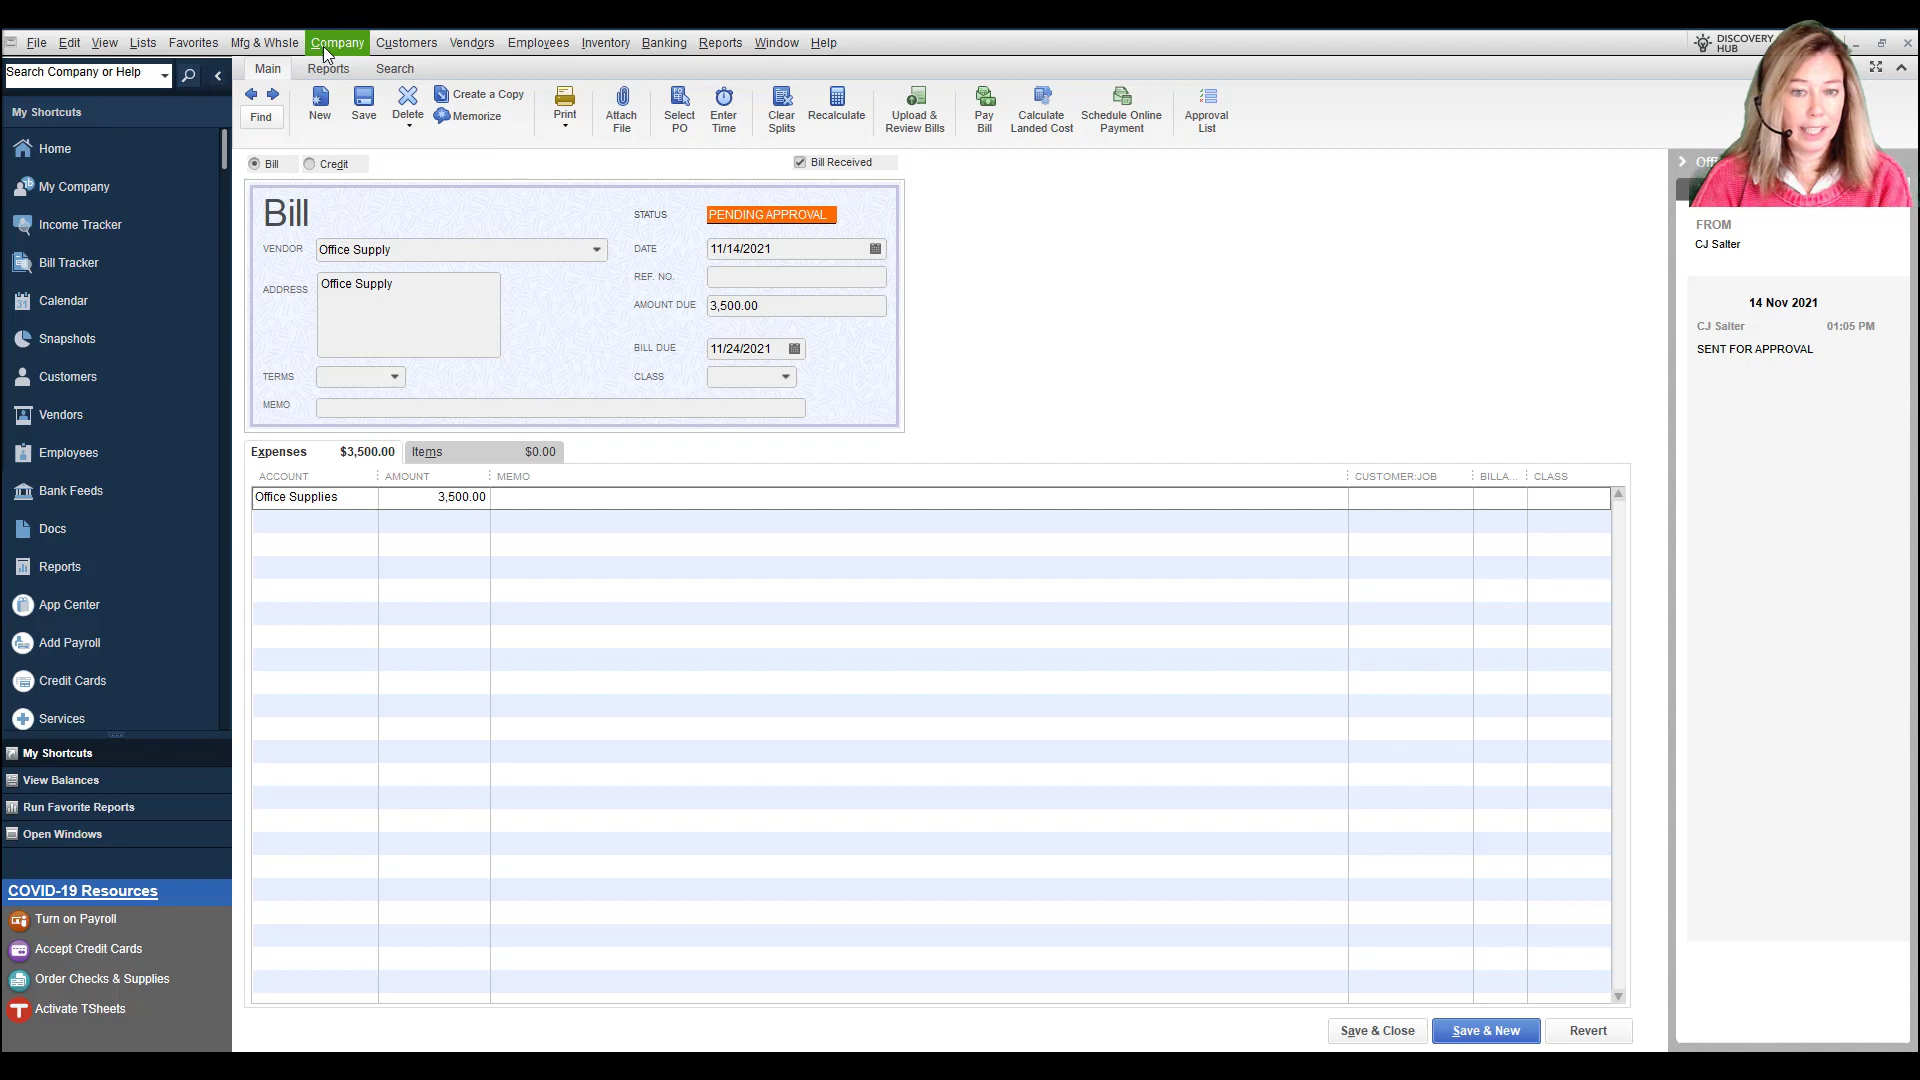 File Edit View Lists Favorites Mfg & Whsle Company Customers Vendors Employees Inventory Banking Reports Window Help
DISCOVERY
HUB
Search Company or Help
Main Reports Search
Find
New
Save
Delete
Create a Copy
Memorize
Print
Attach
File
Select
PO
Enter
Time
Clear
Splits
Recalculate
Upload &
Review Bills
Pay
Bill
Calculate
Landed Cost
Schedule Online
Payment
Approval
List
My Shortcuts
Home
My Company
Income Tracker
Bill Tracker
Calendar
Snapshots
Customers
Vendors
Employees
Bank Feeds
Docs
Reports
App Center
Add Payroll
Credit Cards
Services
My Shortcuts
View Balances
Run Favorite Reports
Open Windows
COVID-19 Resources
Turn on Payroll
Accept Credit Cards
Order Checks & Supplies
Activate TSheets
Bill Credit Bill Received
Bill
STATUS PENDING APPROVAL
VENDOR Office Supply
DATE 11/14/2021
REF. NO.
ADDRESS Office Supply
AMOUNT DUE 3,500.00
BILL DUE 11/24/2021
TERMS
CLASS
MEMO
Expenses $3,500.00 Items $0.00
ACCOUNT AMOUNT MEMO CUSTOMER:JOB BILLA... CLASS
Office Supplies 3,500.00
Save & Close Save & New Revert
FROM
CJ Salter
14 Nov 2021
CJ Salter 01:05 PM
SENT FOR APPROVAL